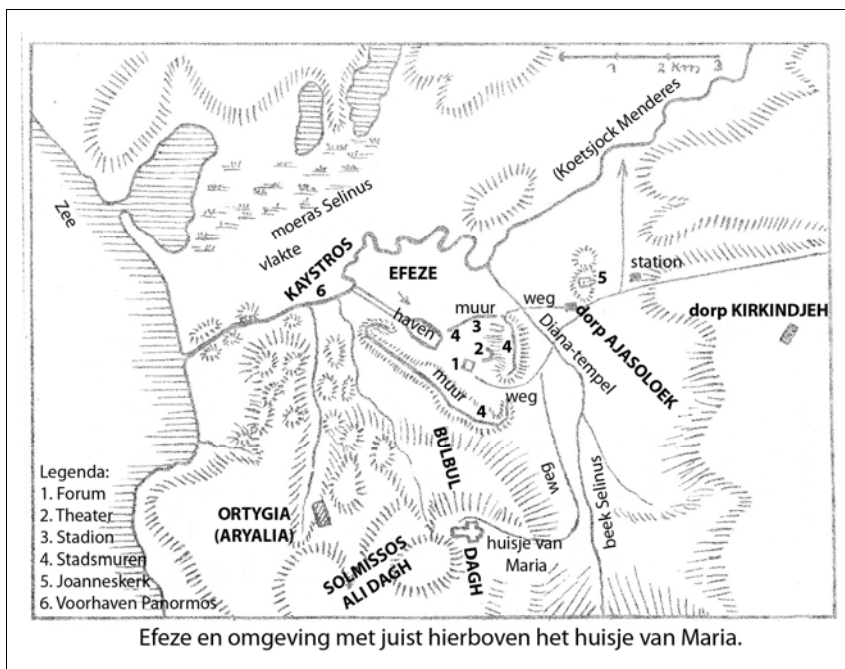 1 2 Km 3
(Koetsjock Menderes
Zee
moeras Selinus
vlakte
KAYSTROS
6
EFEZE
haven
muur
weg
5
station
dorp KIRKINDJEH
dorp AJASOLOEK
Diana-tempel
4
3
2
4
1
muur
4
weg
BULBUL
weg
beek Selinus
ORTYGIA
(ARYALIA)
SOLMISSOS
ALI DAGH
DAGH
huisje van
Maria
Legenda:
1. Forum
2. Theater
3. Stadion
4. Stadsmuren
5. Joanneskerk
6. Voorhaven Panormos
Efeze en omgeving met juist hierboven het huisje van Maria.